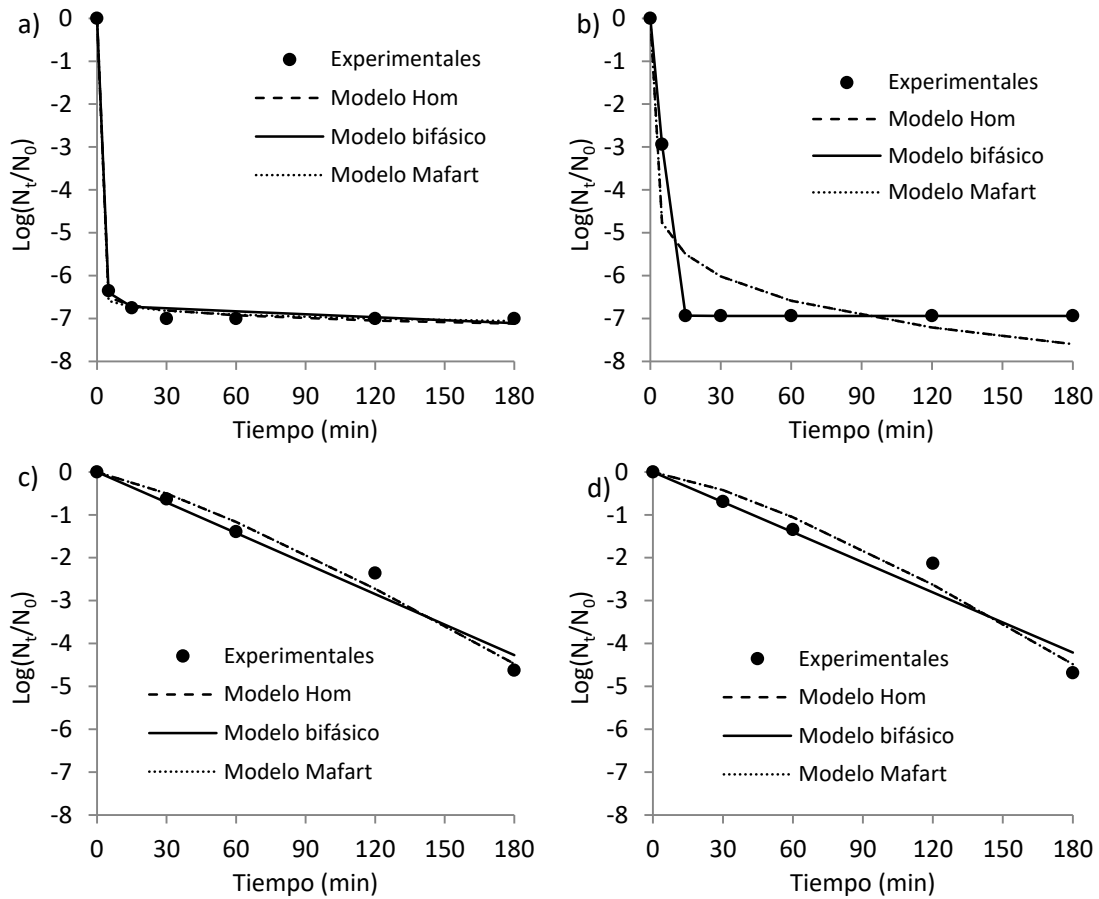 a)
0
-1
-2
-3
-4
-5
-6
-7
-8
Log(Nt/N0)
Experimentales
Modelo Hom
Modelo bifásico
Modelo Mafart
0 30 60 90 120 150 180
Tiempo (min)
b)
0
-1
-2
-3
-4
-5
-6
-7
-8
Log(Nt/N0)
Experimentales
Modelo Hom
Modelo bifásico
Modelo Mafart
0 30 60 90 120 150 180
Tiempo (min)
c)
0
-1
-2
-3
-4
-5
-6
-7
-8
Log(Nt/N0)
Experimentales
Modelo Hom
Modelo bifásico
Modelo Mafart
0 30 60 90 120 150 180
Tiempo (min)
d)
0
-1
-2
-3
-4
-5
-6
-7
-8
Log(Nt/N0)
Experimentales
Modelo Hom
Modelo bifásico
Modelo Mafart
0 30 60 90 120 150 180
Tiempo (min)